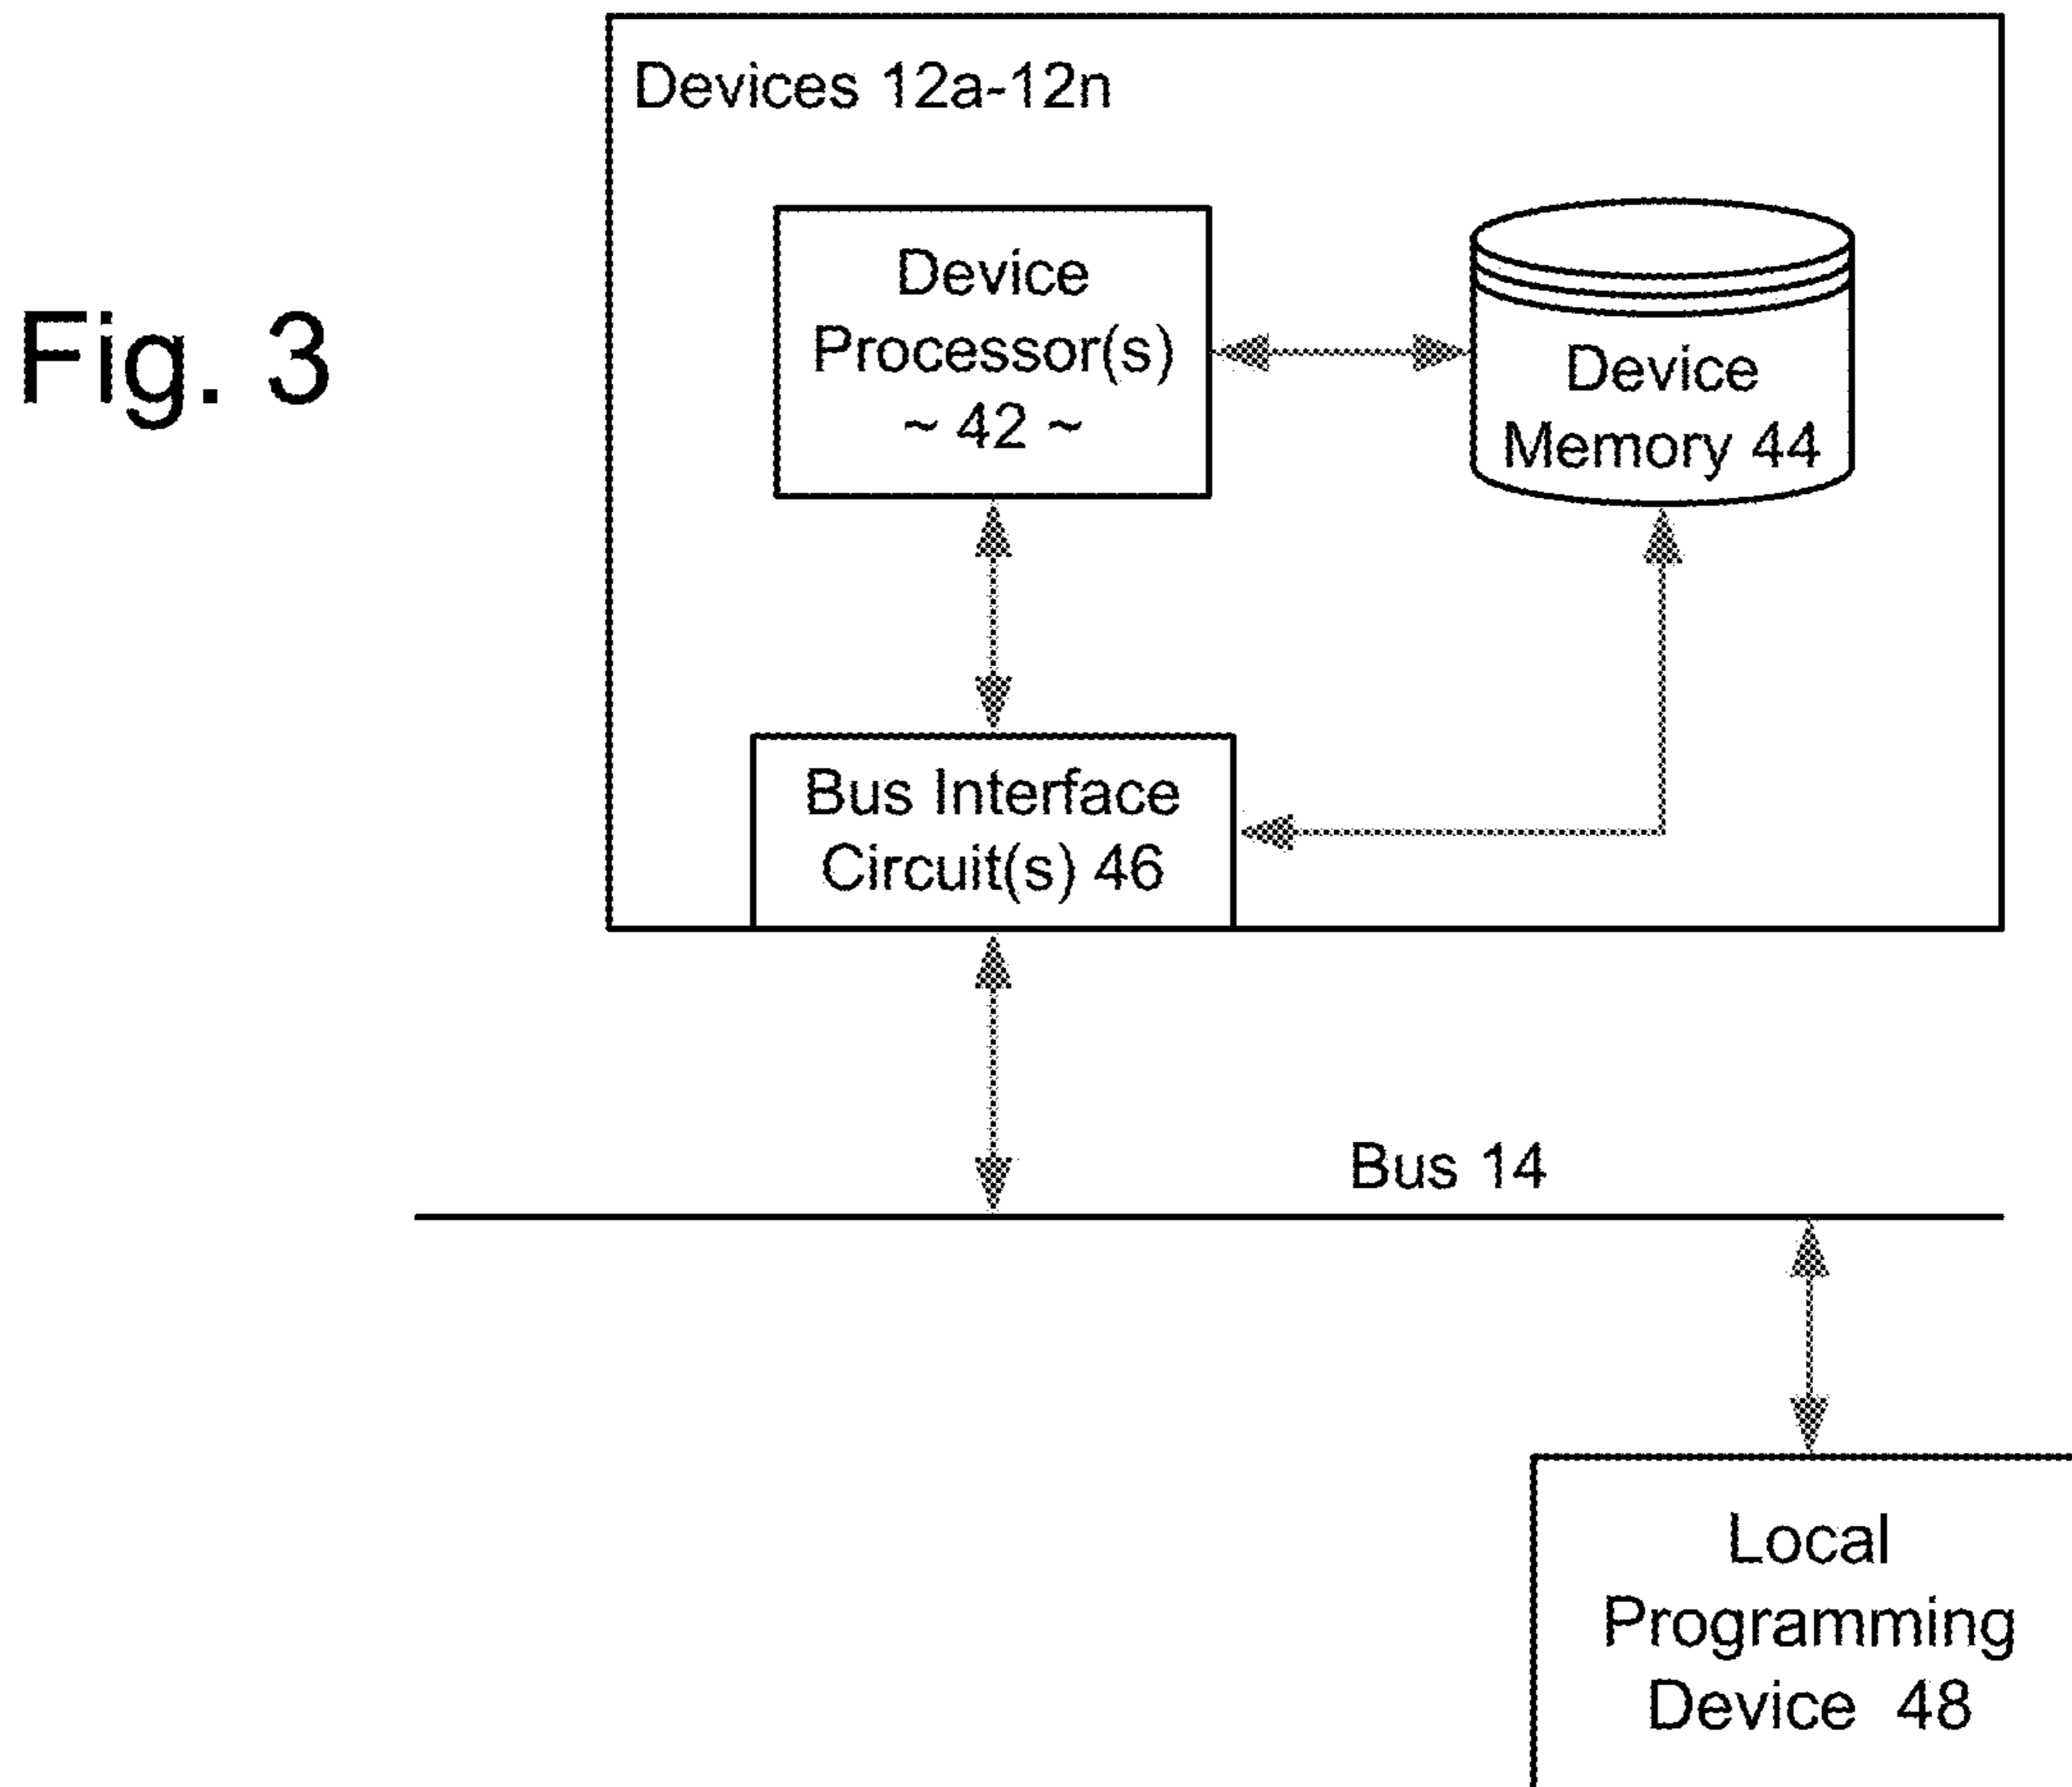 Fig. 3
Devices 12a-12n
Device
Processor(s)
~ 42 ~
Device
Memory 44
Bus Interface
Circuit(s) 46
Bus 14
Local
Programming
Device 48